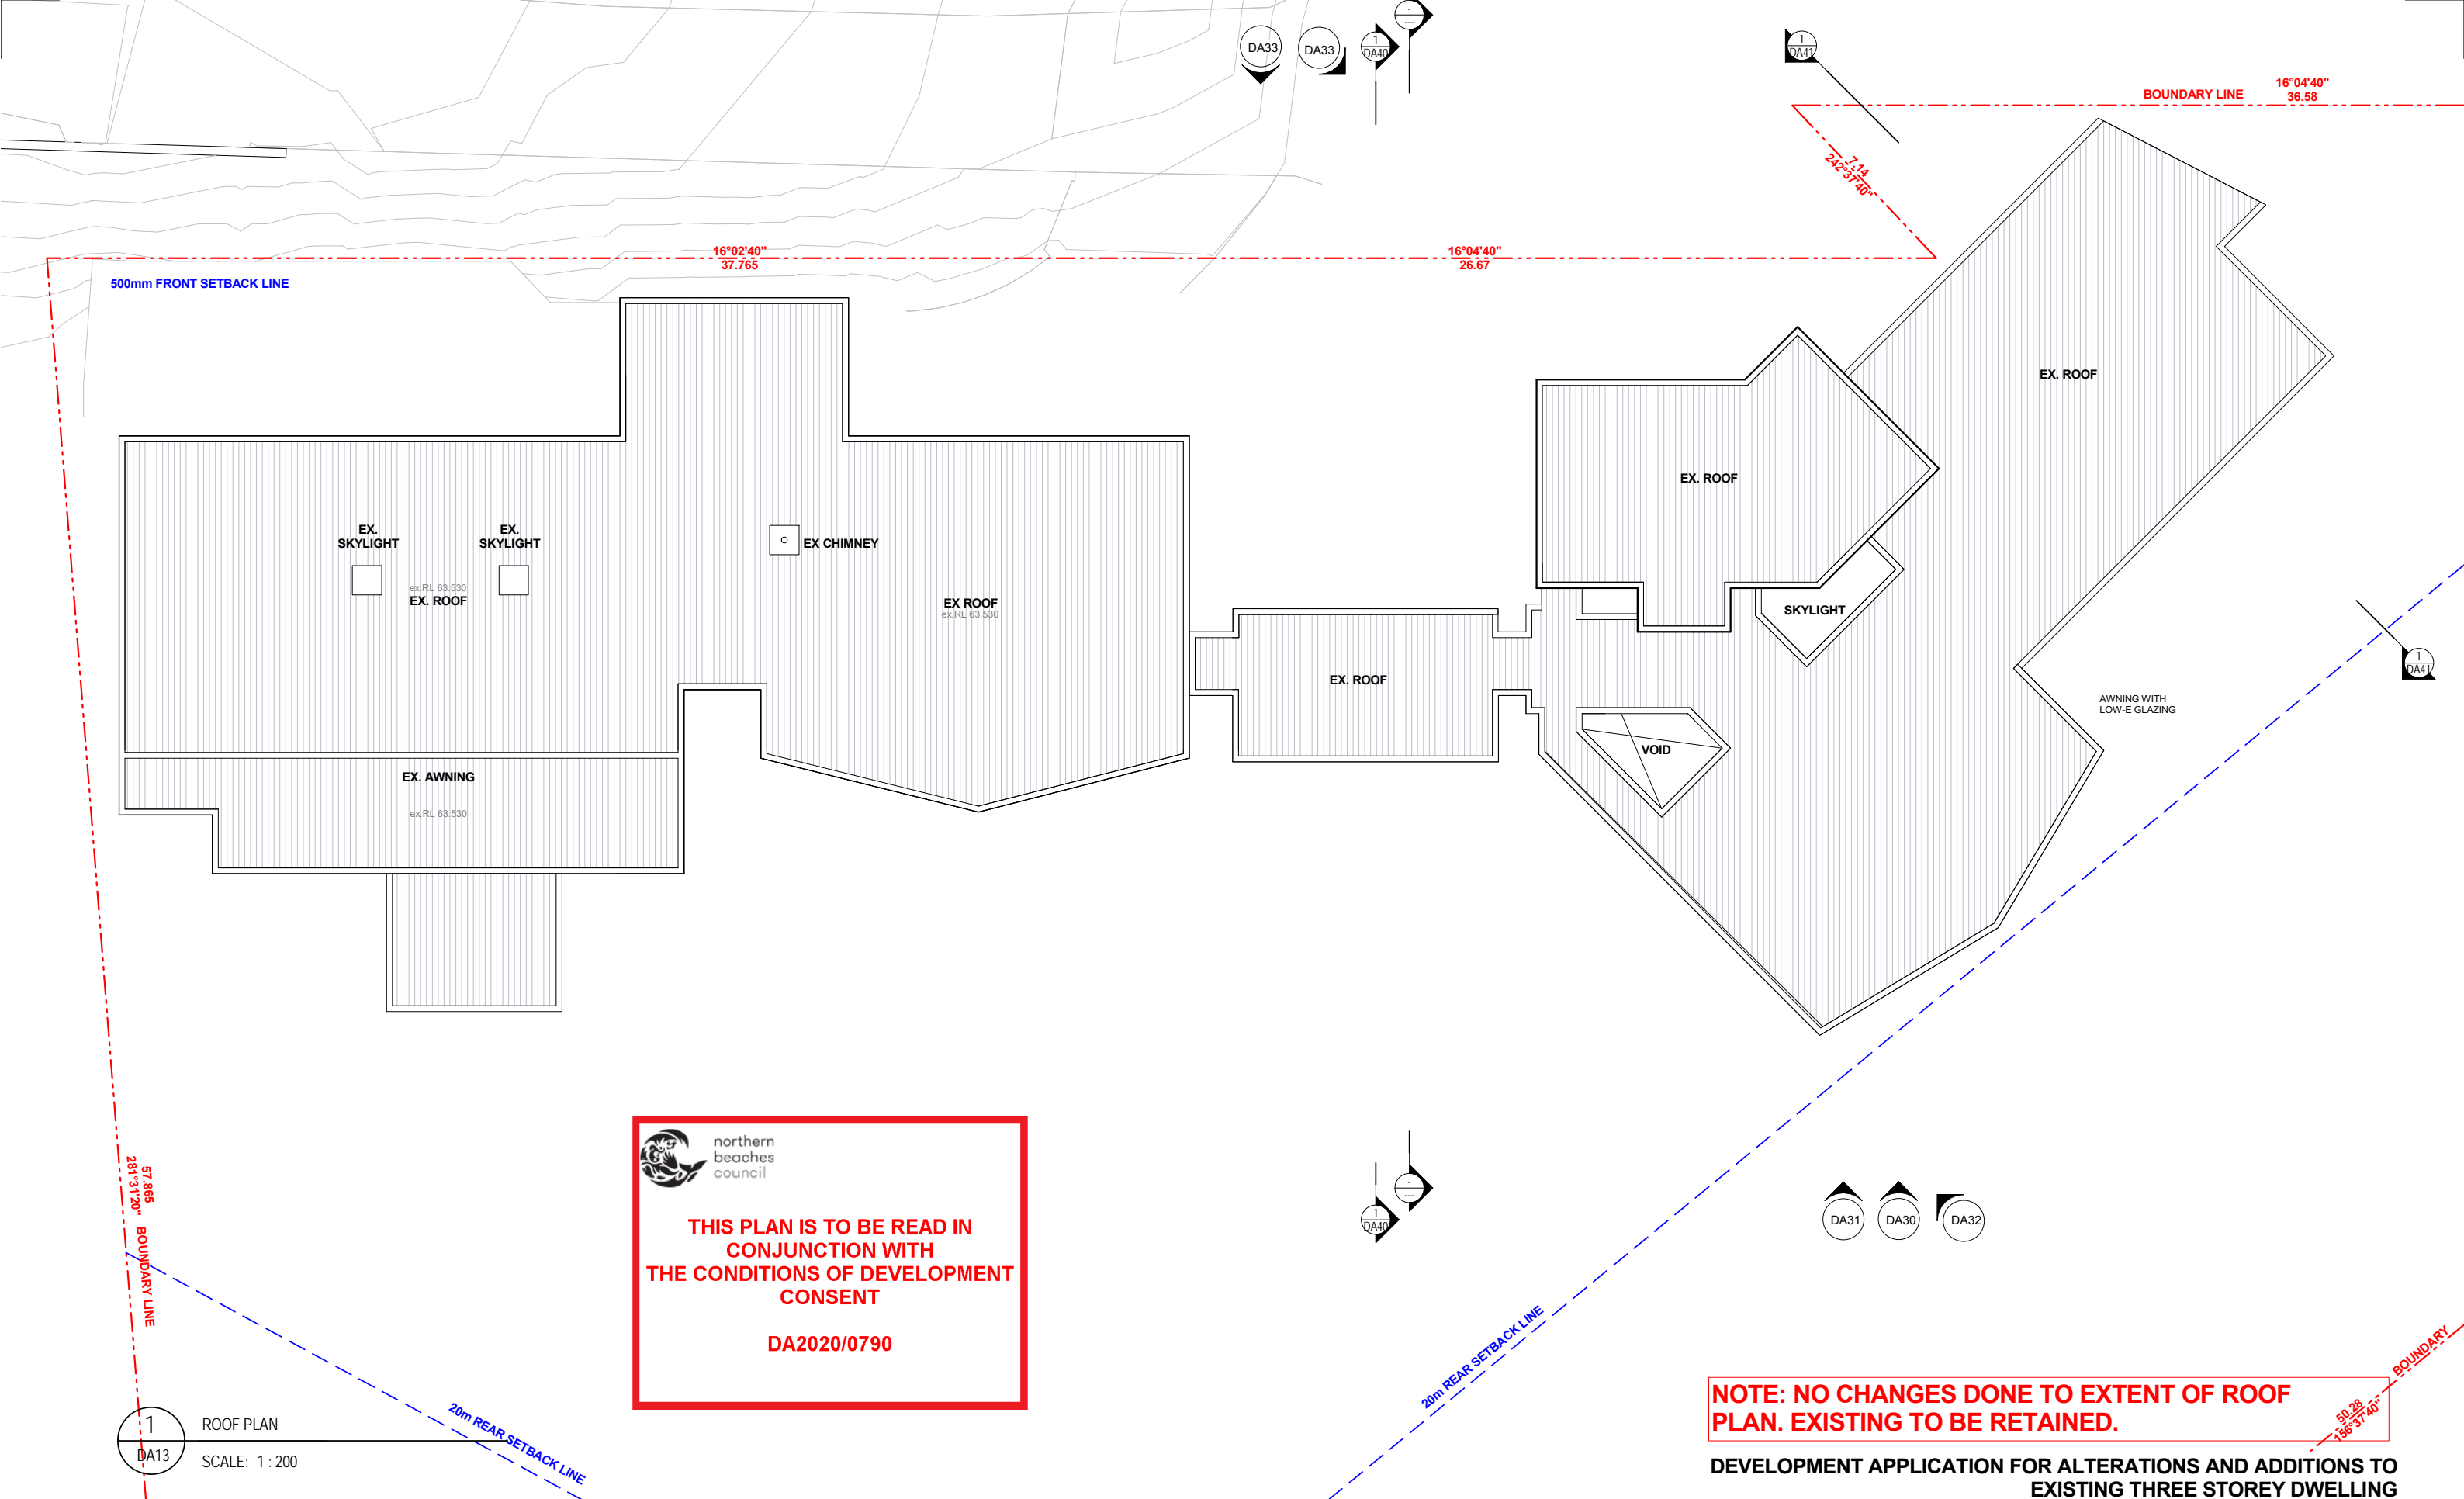 DA33
DA33
1
DA40
-
---
1
DA41
16°04'40"
BOUNDARY LINE
36.58
7.14
242°37'40"
16°02'40"
37.765
16°04'40"
26.67
500mm FRONT SETBACK LINE
EX. ROOF
EX. ROOF
EX.
SKYLIGHT
EX.
SKYLIGHT
EX CHIMNEY
ex.RL 63.530
EX. ROOF
EX ROOF
ex.RL 63.530
SKYLIGHT
1
DA41
EX. ROOF
AWNING WITH
LOW-E GLAZING
VOID
EX. AWNING
ex.RL 63.530
57.865
281°31'20"
BOUNDARY LINE
northern
beaches
council
THIS PLAN IS TO BE READ IN
CONJUNCTION WITH
THE CONDITIONS OF DEVELOPMENT
CONSENT
DA2020/0790
-
---
1
DA40
DA31
DA30
DA32
20m REAR SETBACK LINE
20m REAR SETBACK LINE
BOUNDARY
50.28
156°37'40"
1
DA13
ROOF PLAN
SCALE: 1 : 200
NOTE: NO CHANGES DONE TO EXTENT OF ROOF
PLAN. EXISTING TO BE RETAINED.
DEVELOPMENT APPLICATION FOR ALTERATIONS AND ADDITIONS TO
EXISTING THREE STOREY DWELLING